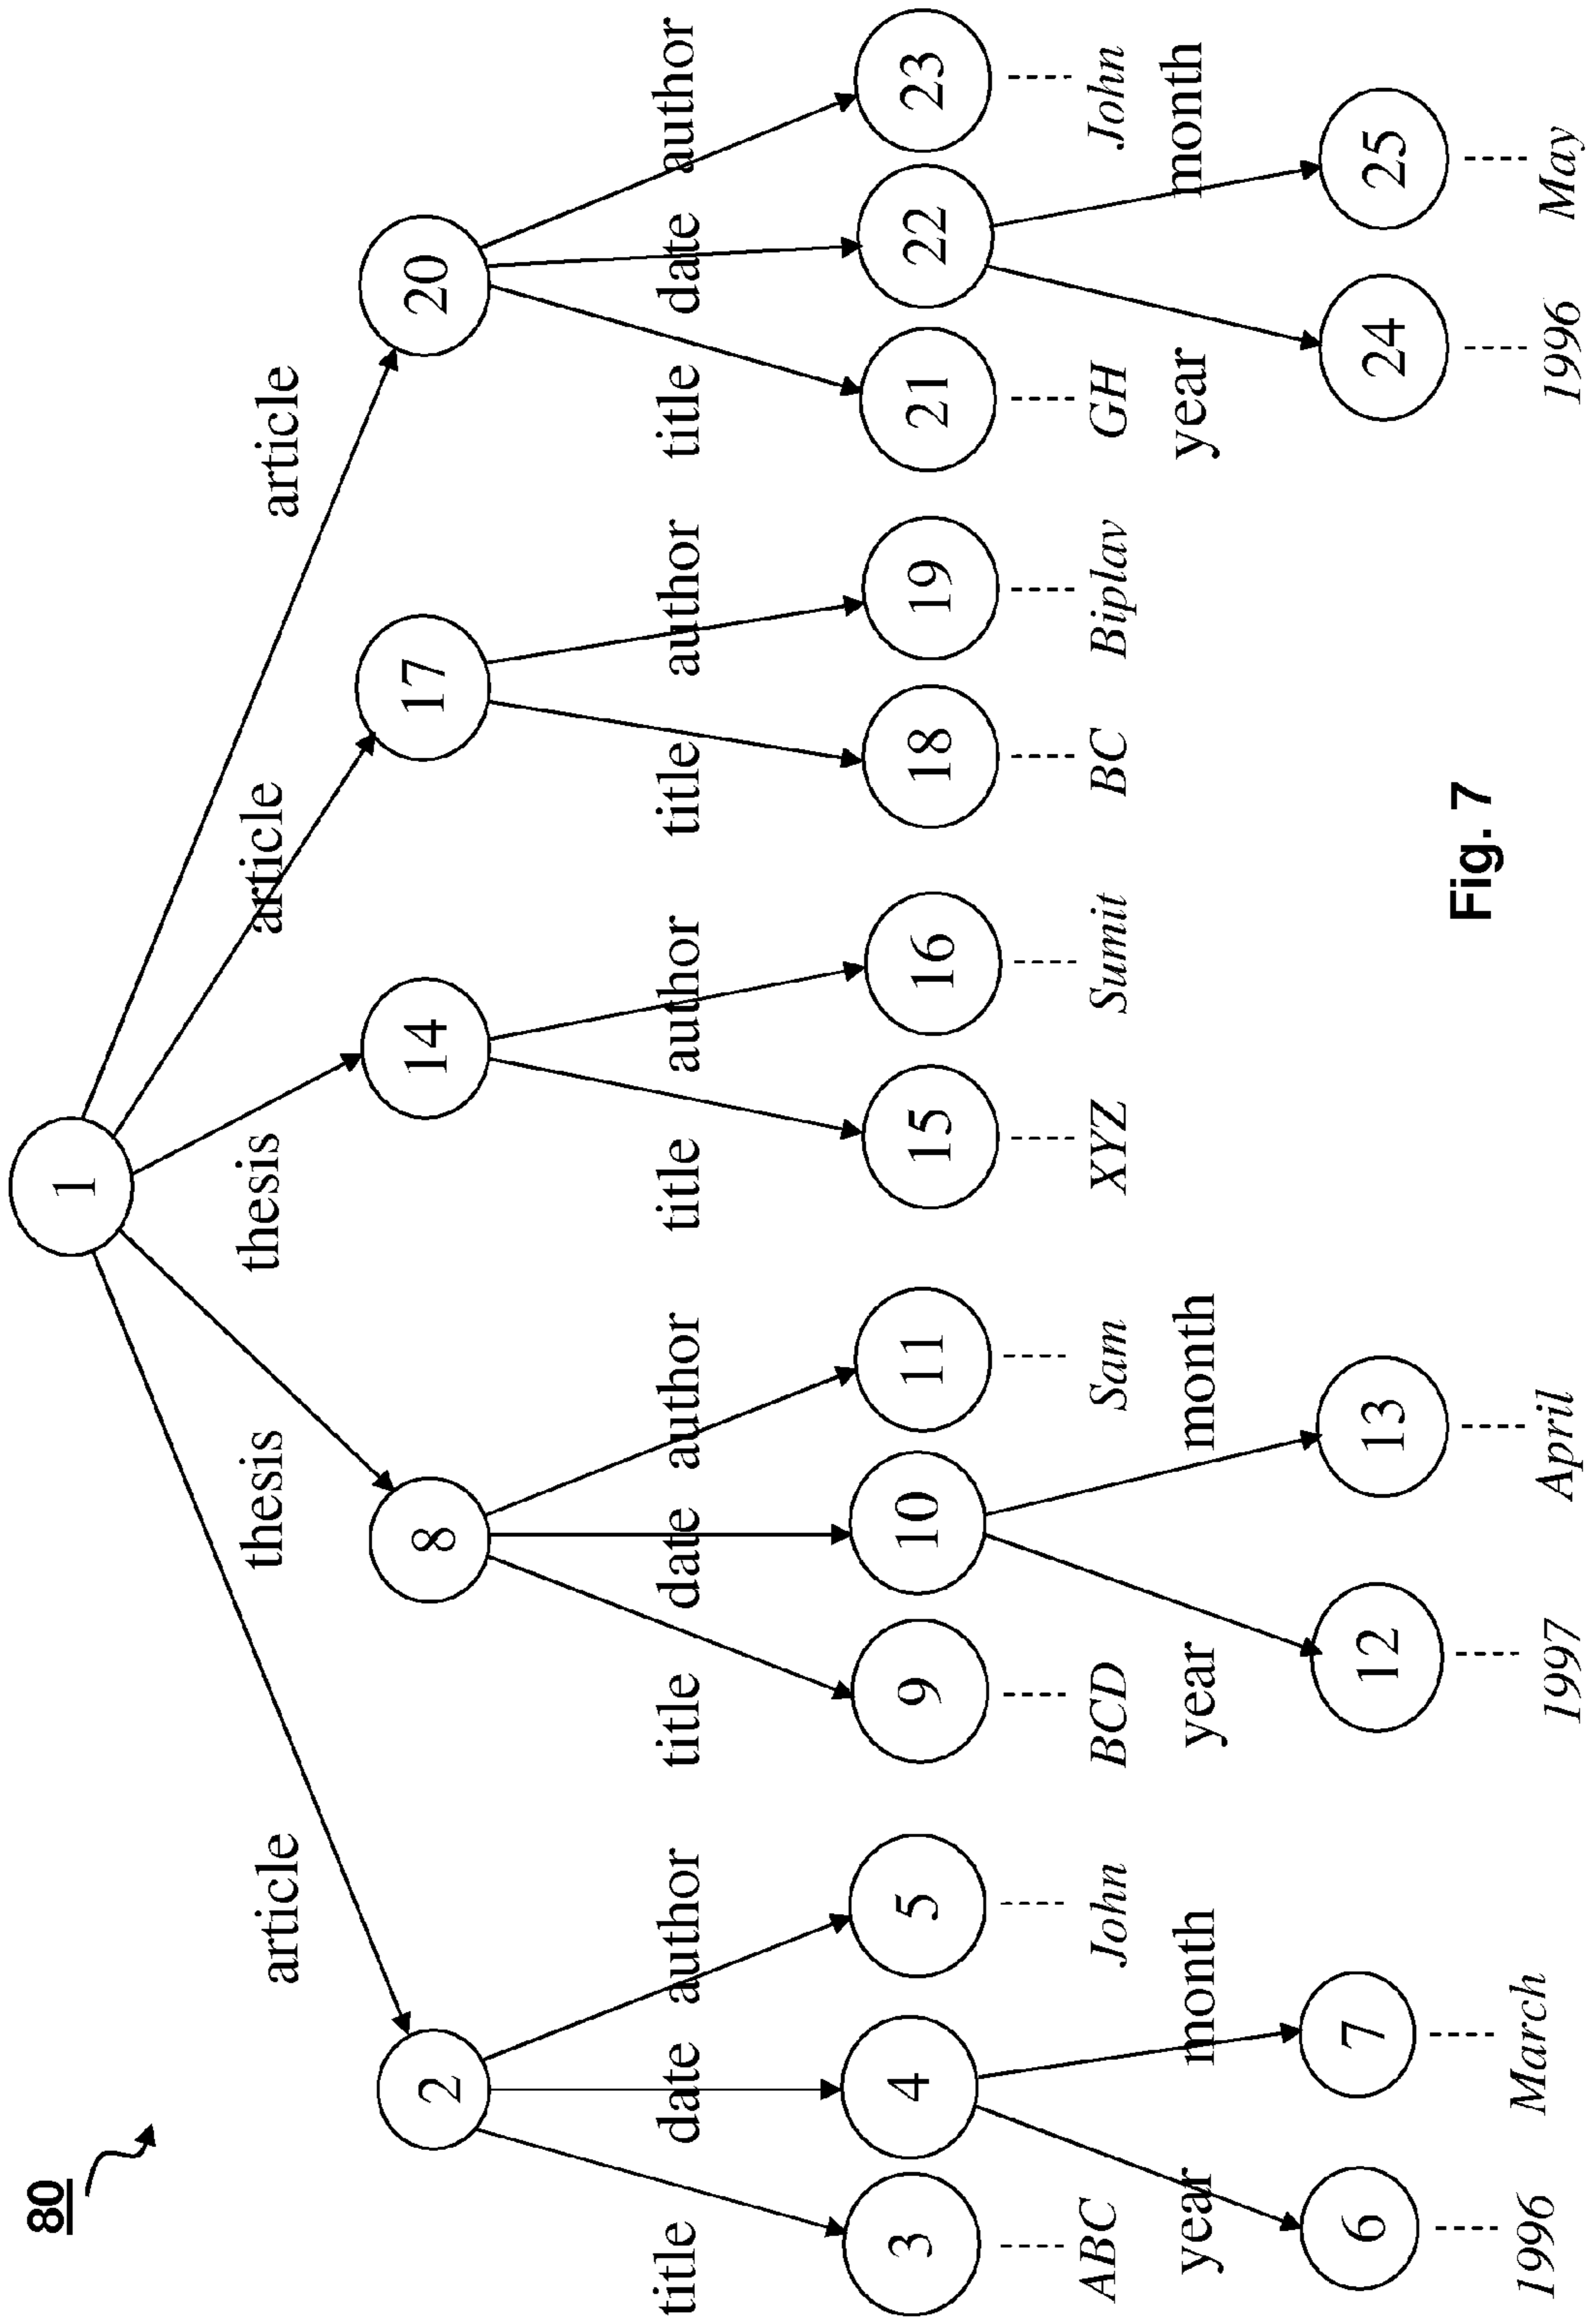 80
1
article
thesis
thesis
article
article
2
8
14
17
20
title
date
author
title
date
author
title
author
title
author
title
date
author
3
4
5
9
10
11
15
16
18
19
21
22
23
ABC
John
BCD
Sam
XYZ
Sumit
BC
Biplav
GH
John
year
month
year
month
year
month
6
7
12
13
24
25
1996
March
1997
April
1996
May
Fig. 7